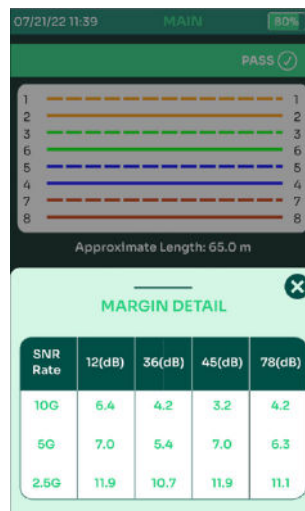 07/21/22 11:39 MAIN 80%
PASS
1 1
2 2
3 3
6 6
5 5
4 4
7 7
8 8
Approximate Length: 65.0 m
MARGIN DETAIL
SNR Rate 12(dB) 36(dB) 45(dB) 78(dB)
10G 6.4 4.2 3.2 4.2
5G 7.0 5.4 7.0 6.3
2.5G 11.9 10.7 11.9 11.1